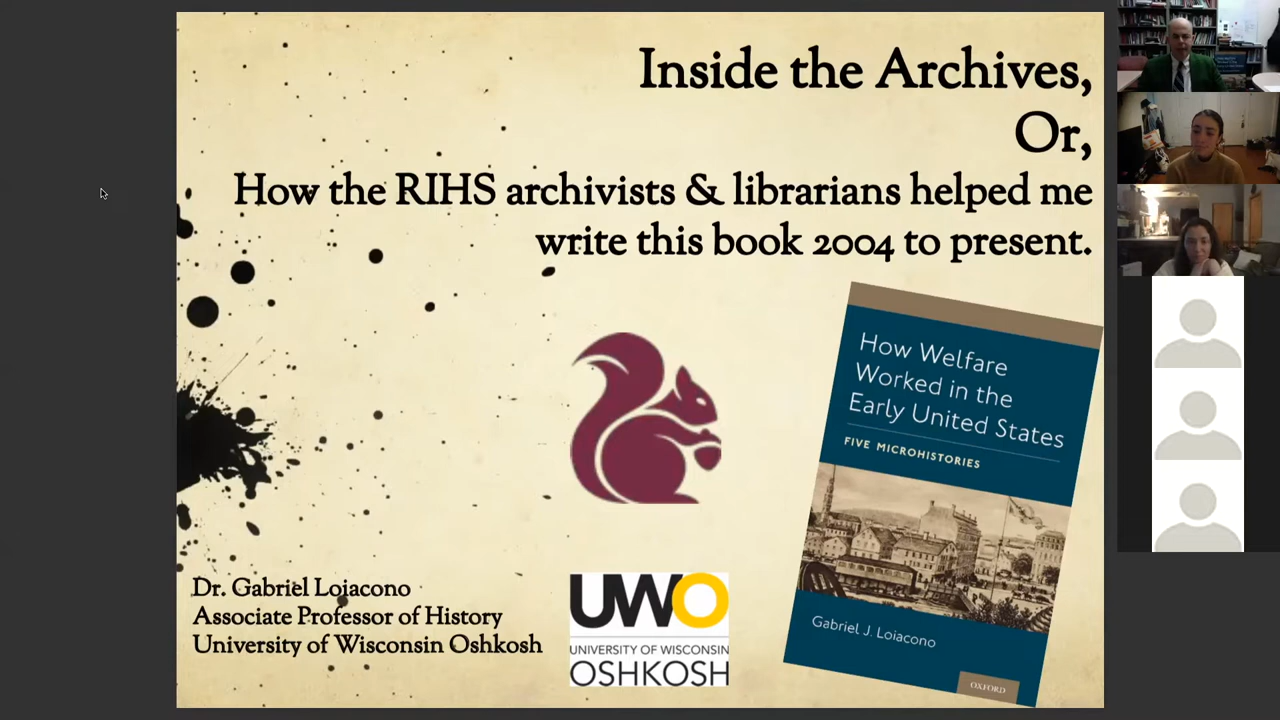 Inside the Archives,
Or,
How the RIHS archivists & librarians helped me
write this book 2004 to present.
How Welfare
Worked in the
Early United States
FIVE MICROHISTORIES
Gabriel J. Loiacono
OXFORD
Dr. Gabriel Loiacono
Associate Professor of History
University of Wisconsin Oshkosh
UWO
UNIVERSITY OF WISCONSIN
OSHKOSH